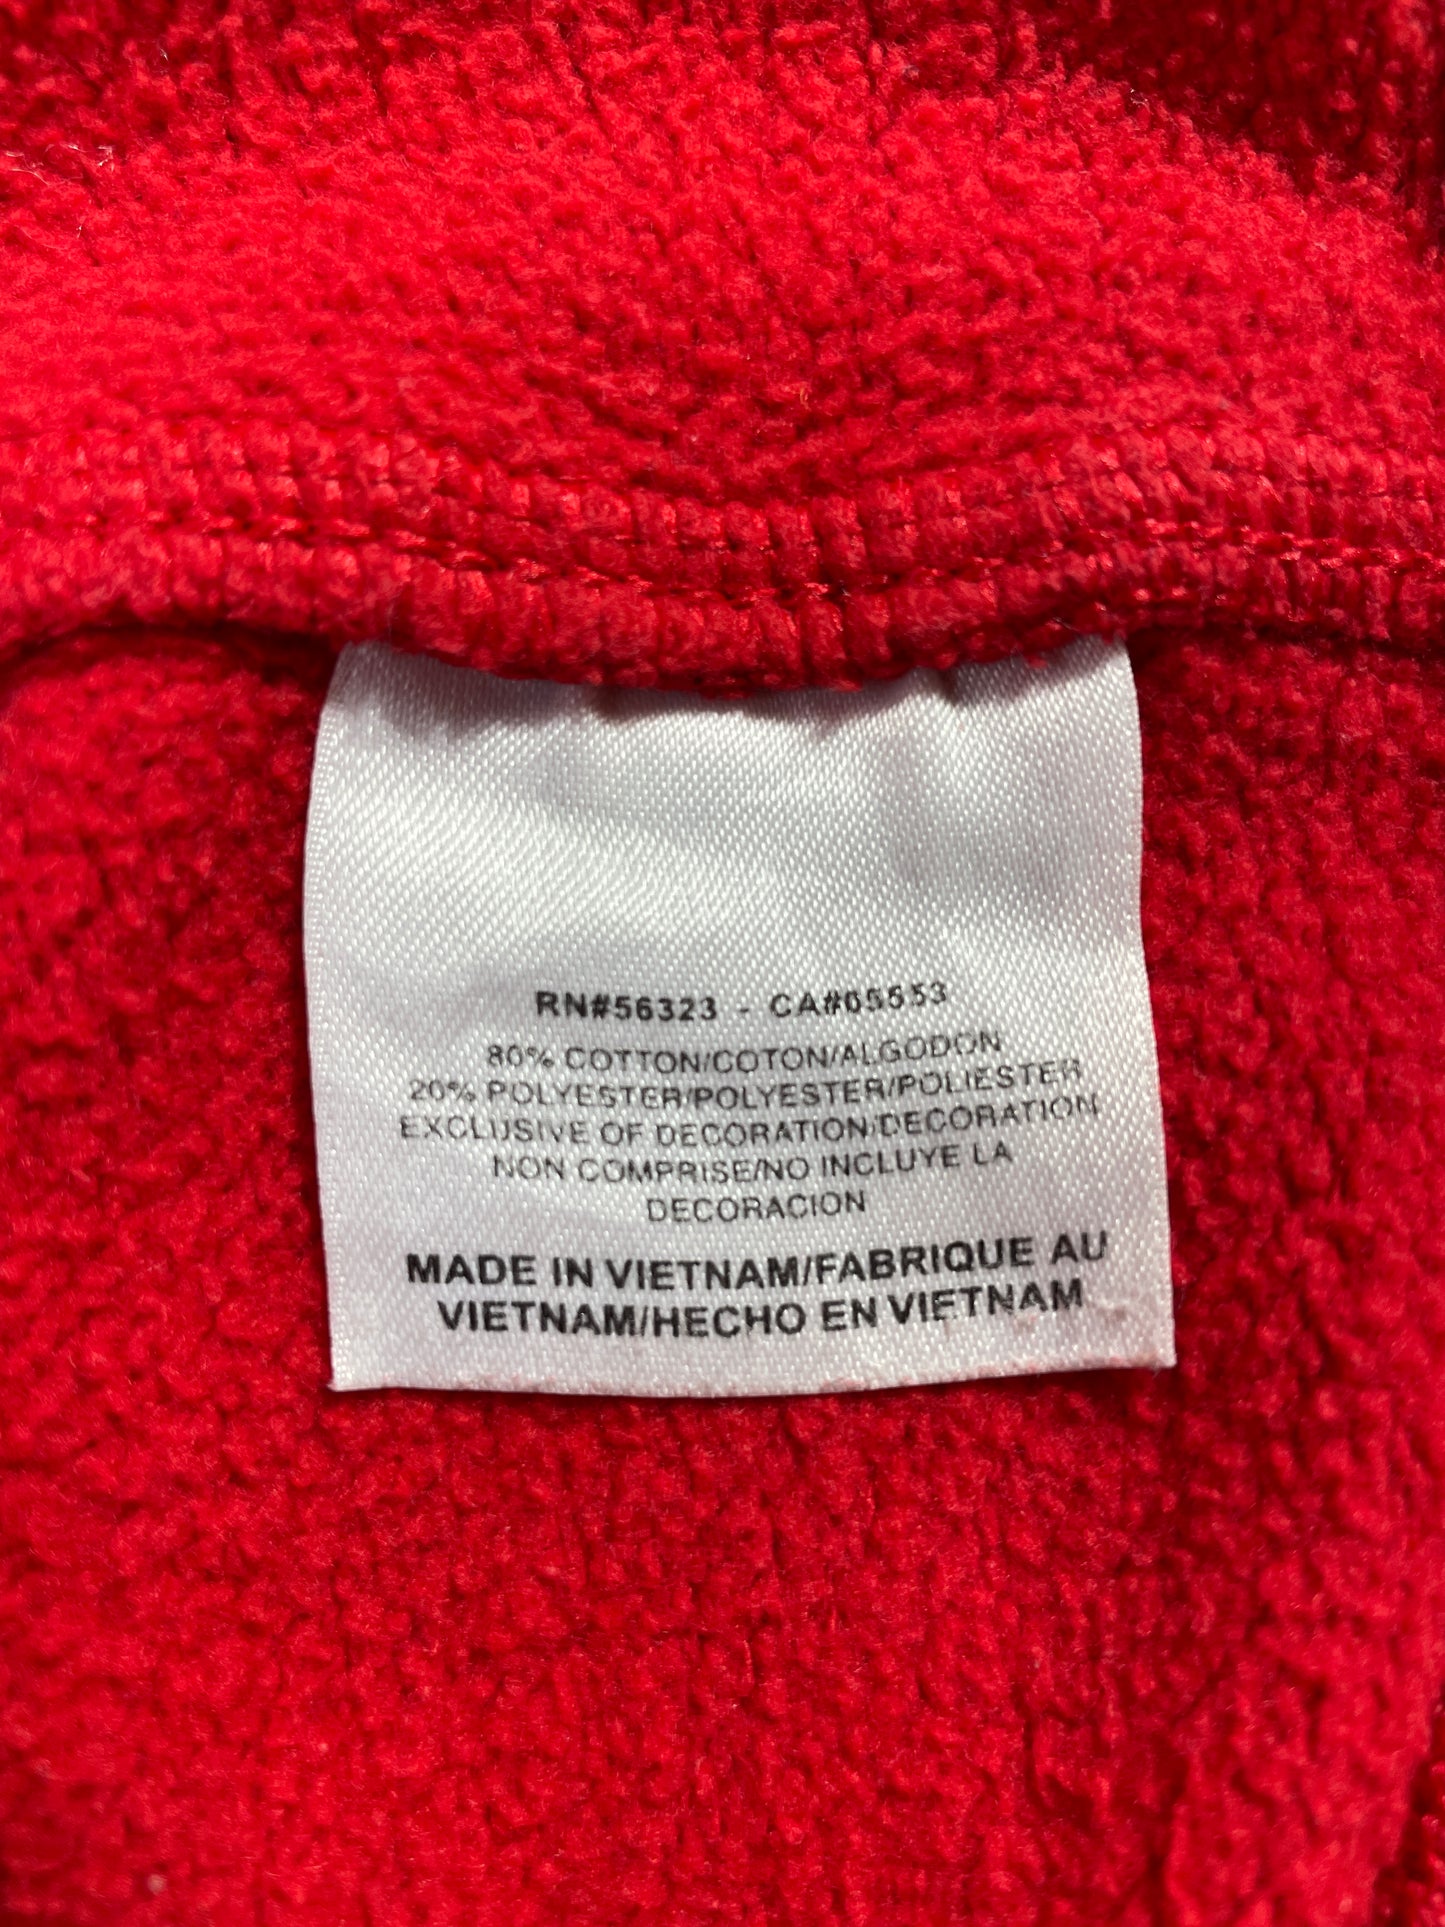 RN#56323 - CA#05553
80% COTTON/COTON/ALGODON
20% POLYESTER/POLYESTER/POLIESTER
EXCLUSIVE OF DECORATION/DECORATION
NON COMPRISE/NO INCLUYE LA
DECORACION
MADE IN VIETNAM/FABRIQUE AU
VIETNAM/HECHO EN VIETNAM